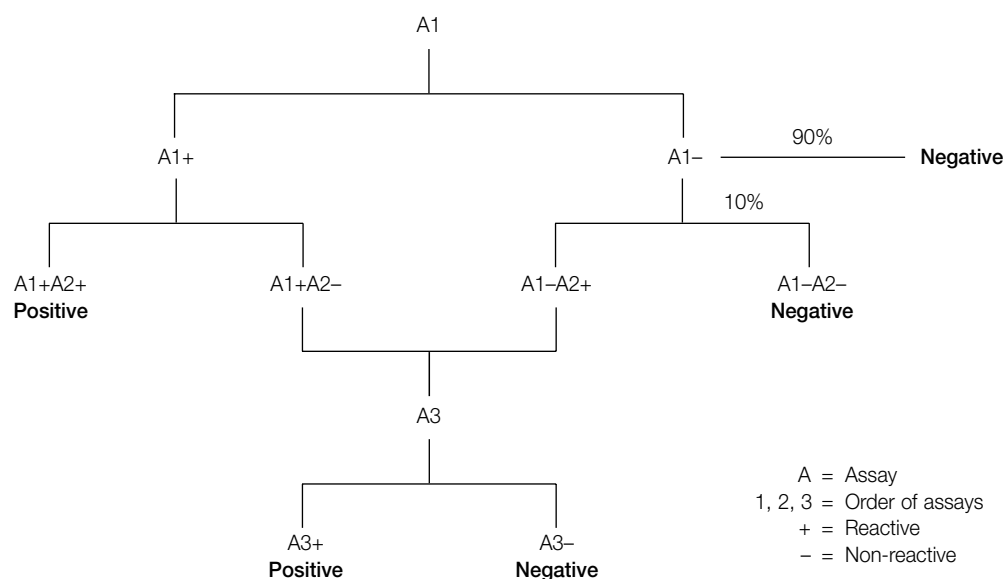 A1
A1+
A1–
90%
Negative
10%
A1+A2+
Positive
A1+A2–
A1–A2+
A1–A2–
Negative
A3
A3+
Positive
A3–
Negative
A = Assay
1, 2, 3 = Order of assays
+ = Reactive
– = Non-reactive